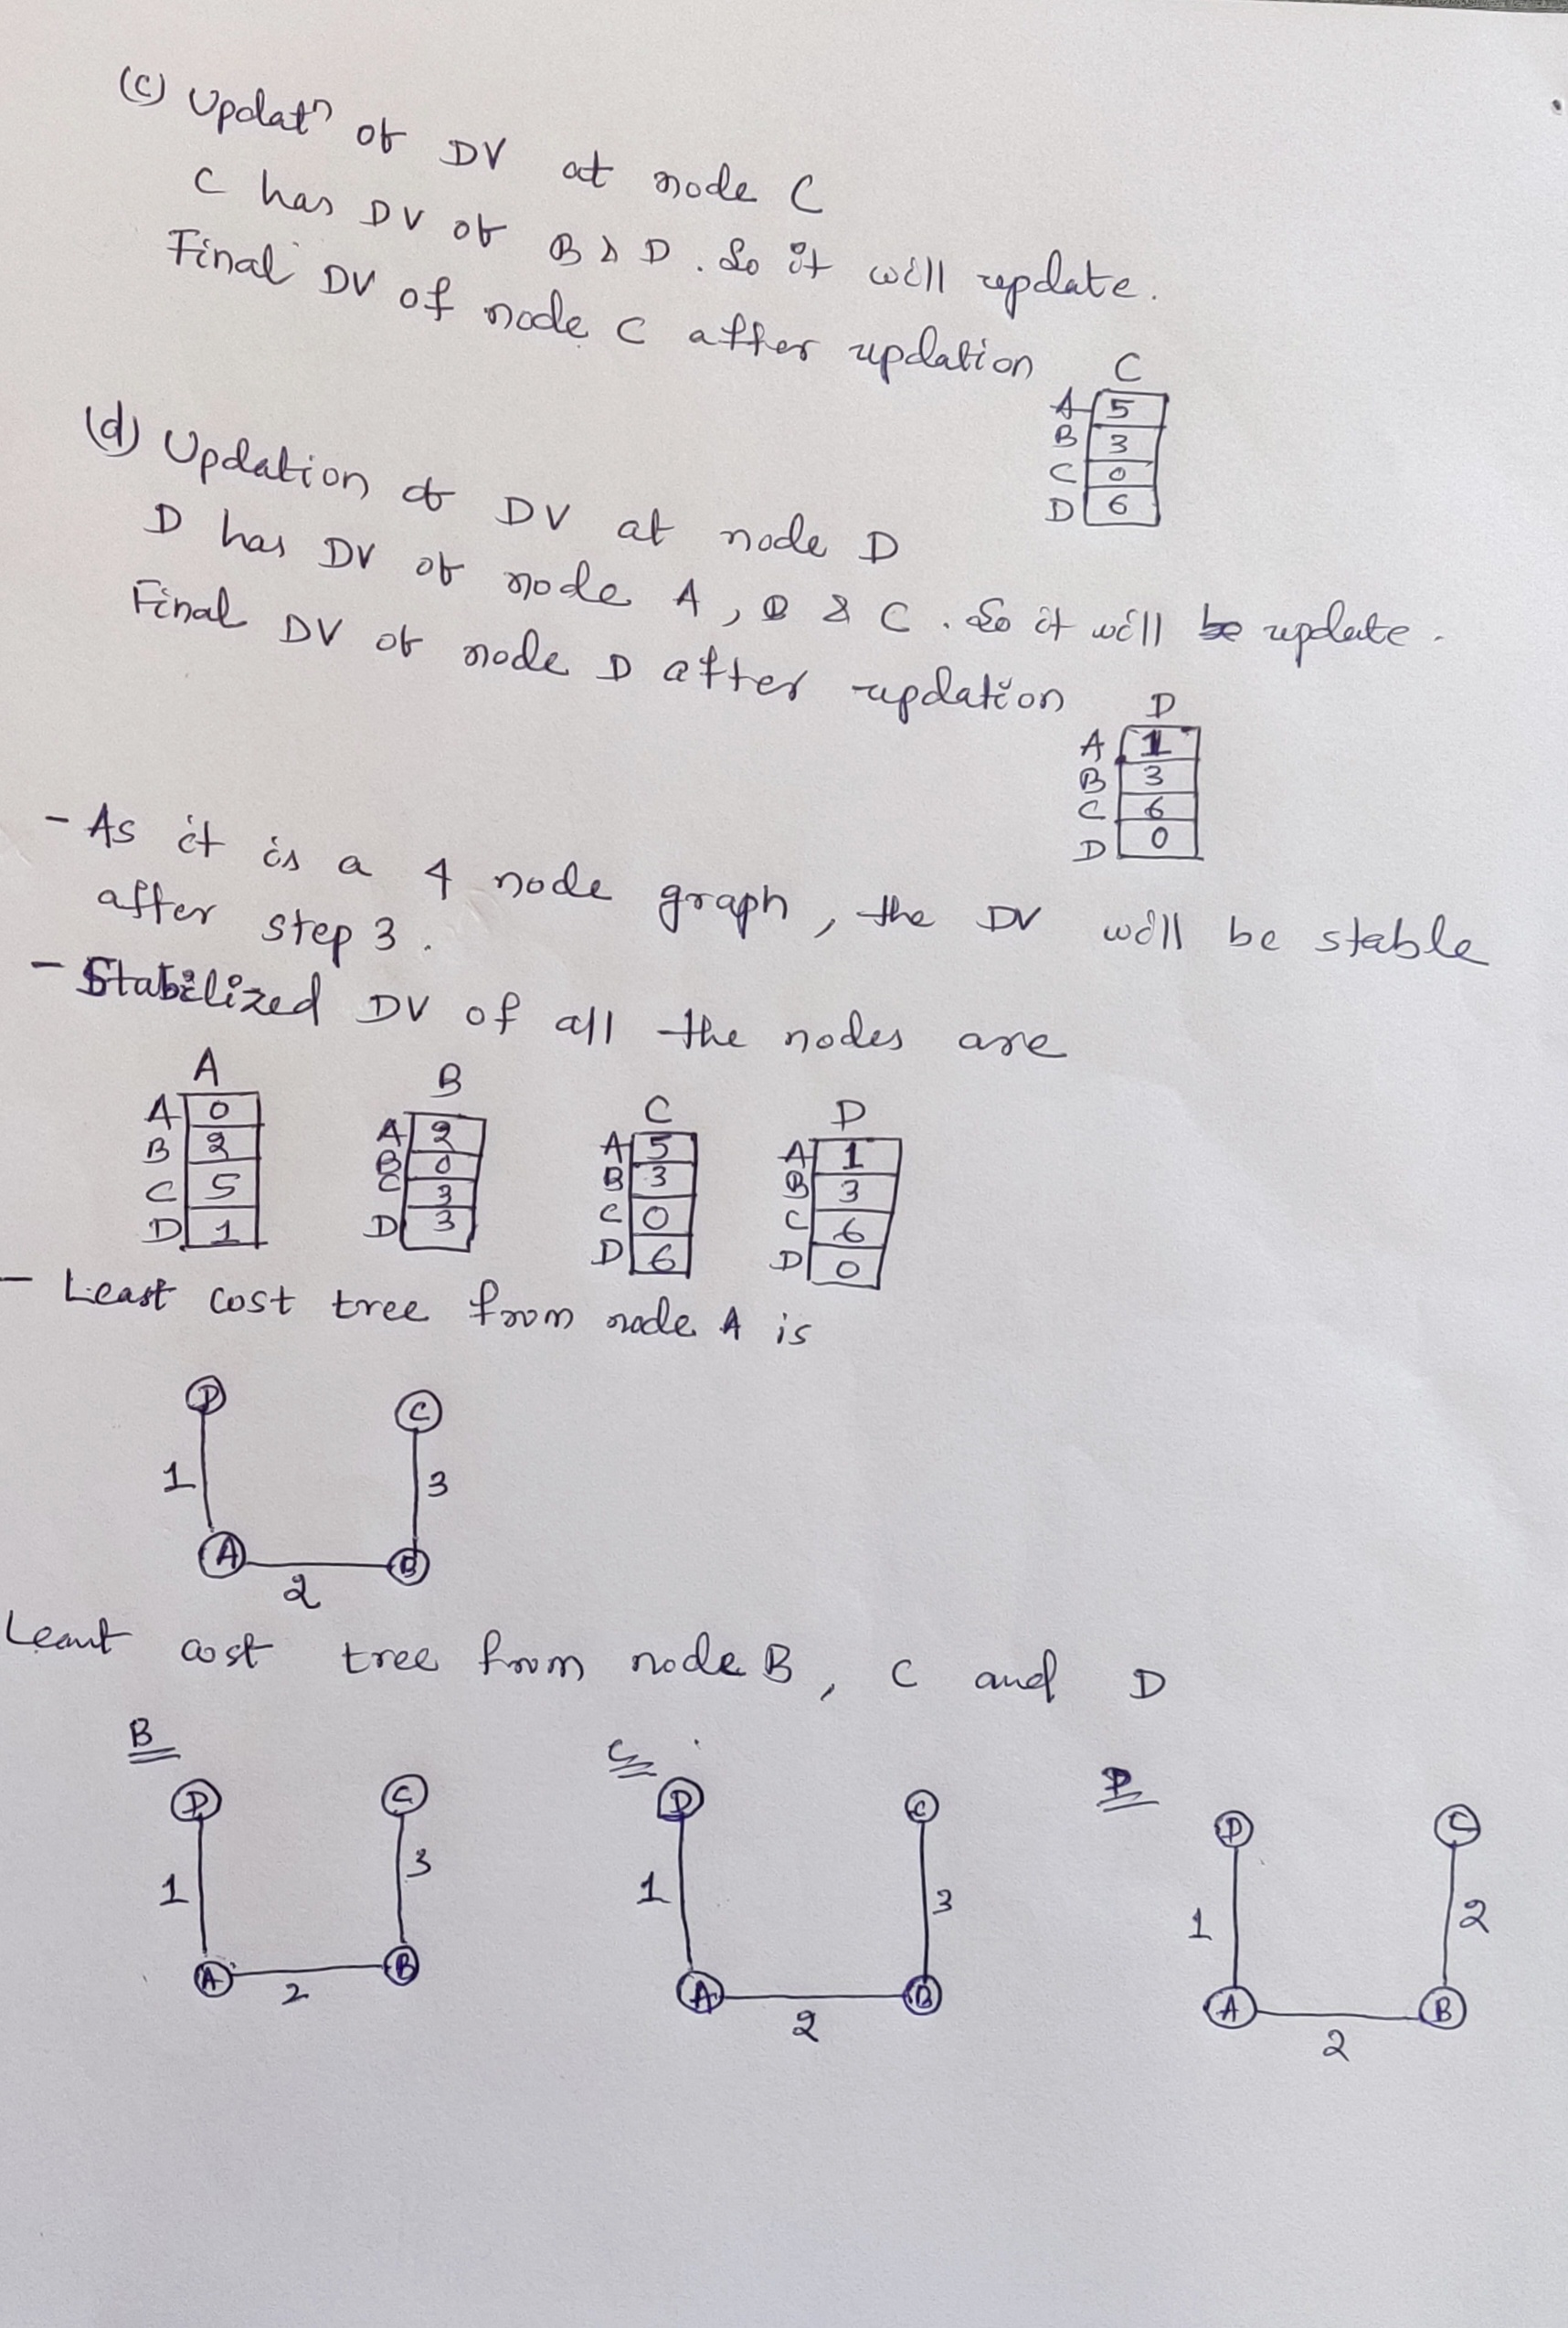 (c) Updatn of DV at node C
C has DV of B & D. So it will update.
Final DV of node C after updation
C
A 5
B 3
C 0
D 6
(d) Updation of DV at node D
D has DV of node A, B & C. So it will be update.
Final DV of node D after updation
D
A 1
B 3
C 6
D 0
- As it is a 4 node graph, the DV will be stable
after step 3.
- Stabilized DV of all the nodes are
A B C D
A 0 A 2 A 5 A 1
B 2 B 0 B 3 B 3
C 5 C 3 C 0 C 6
D 1 D 3 D 6 D 0
- Least cost tree from node A is
D C
1 3
A B
2
Least cost tree from node B, C and D
B C D
D C D C D C
1 3 1 3 1 2
A B A B A B
2 2 2